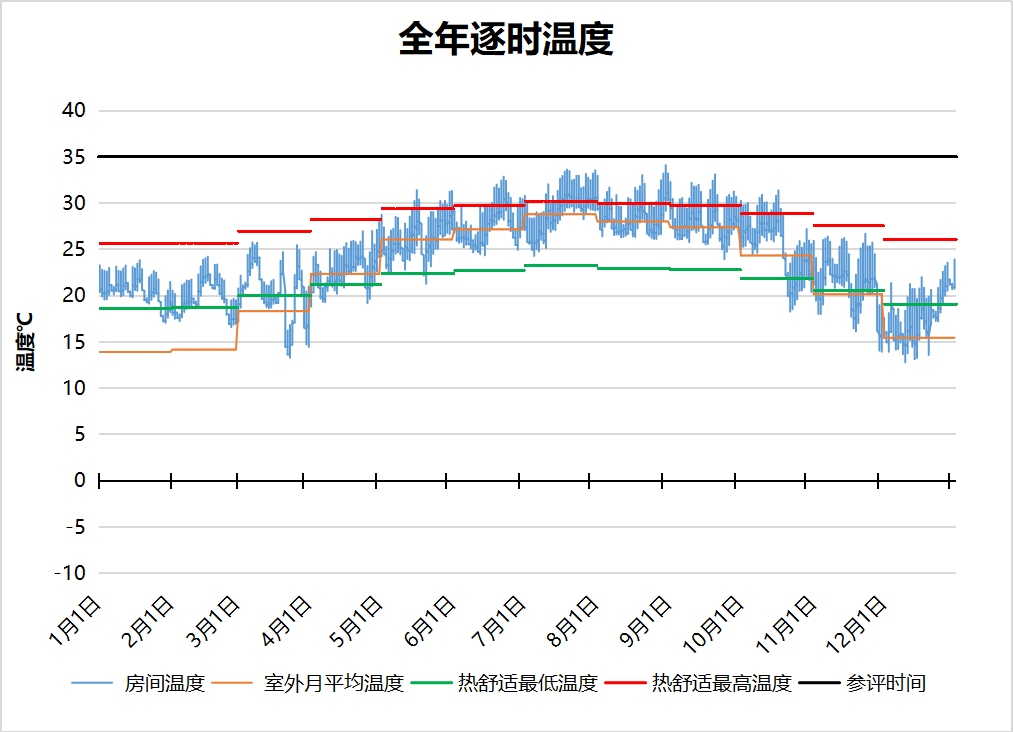 全年逐时温度
40
35
30
25
20
15
10
5
0
-5
-10
温度℃
1月1日
2月1日
3月1日
4月1日
5月1日
6月1日
7月1日
8月1日
9月1日
10月1日
11月1日
12月1日
房间温度 室外月平均温度 热舒适最低温度 热舒适最高温度 参评时间